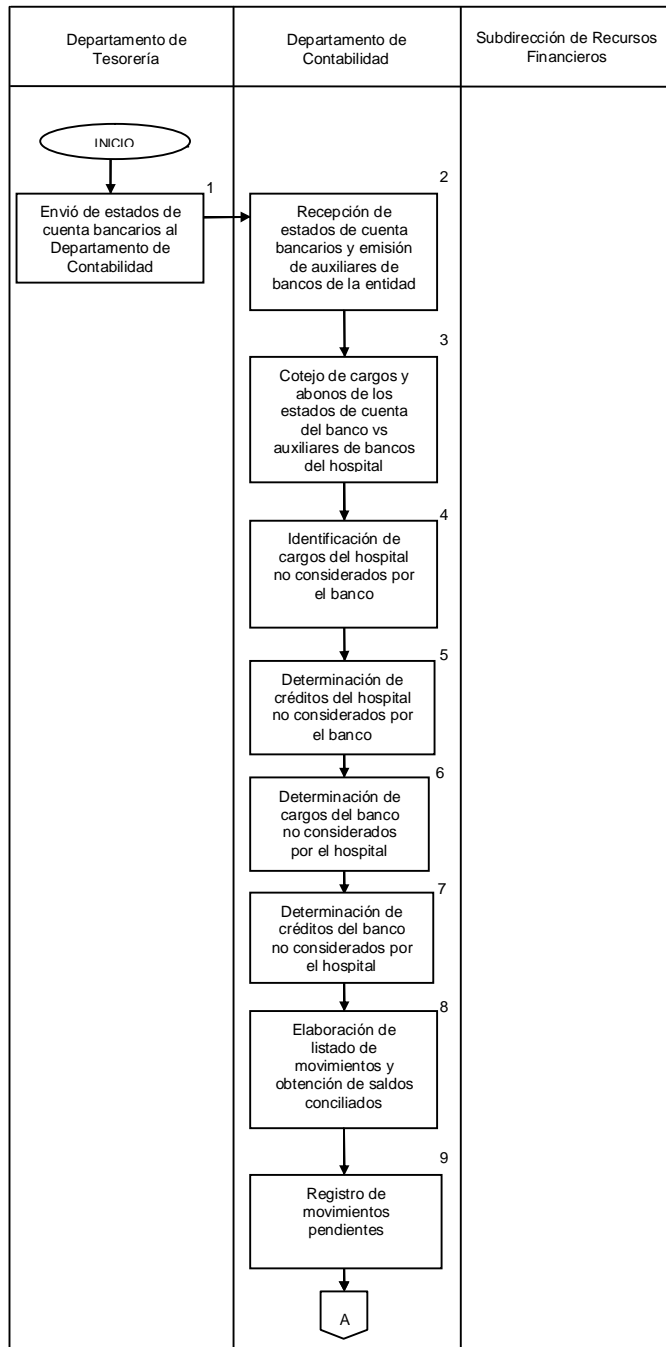 Departamento de
Tesorería
Departamento de
Contabilidad
Subdirección de Recursos
Financieros
INICIO
1
Envió de estados de
cuenta bancarios al
Departamento de
Contabilidad
2
Recepción de
estados de cuenta
bancarios y emisión
de auxiliares de
bancos de la entidad
3
Cotejo de cargos y
abonos de los
estados de cuenta
del banco vs
auxiliares de bancos
del hospital
4
Identificación de
cargos del hospital
no considerados por
el banco
5
Determinación de
créditos del hospital
no considerados por
el banco
6
Determinación de
cargos del banco
no considerados
por el hospital
7
Determinación de
créditos del banco
no considerados por
el hospital
8
Elaboración de
listado de
movimientos y
obtención de saldos
conciliados
9
Registro de
movimientos
pendientes
A